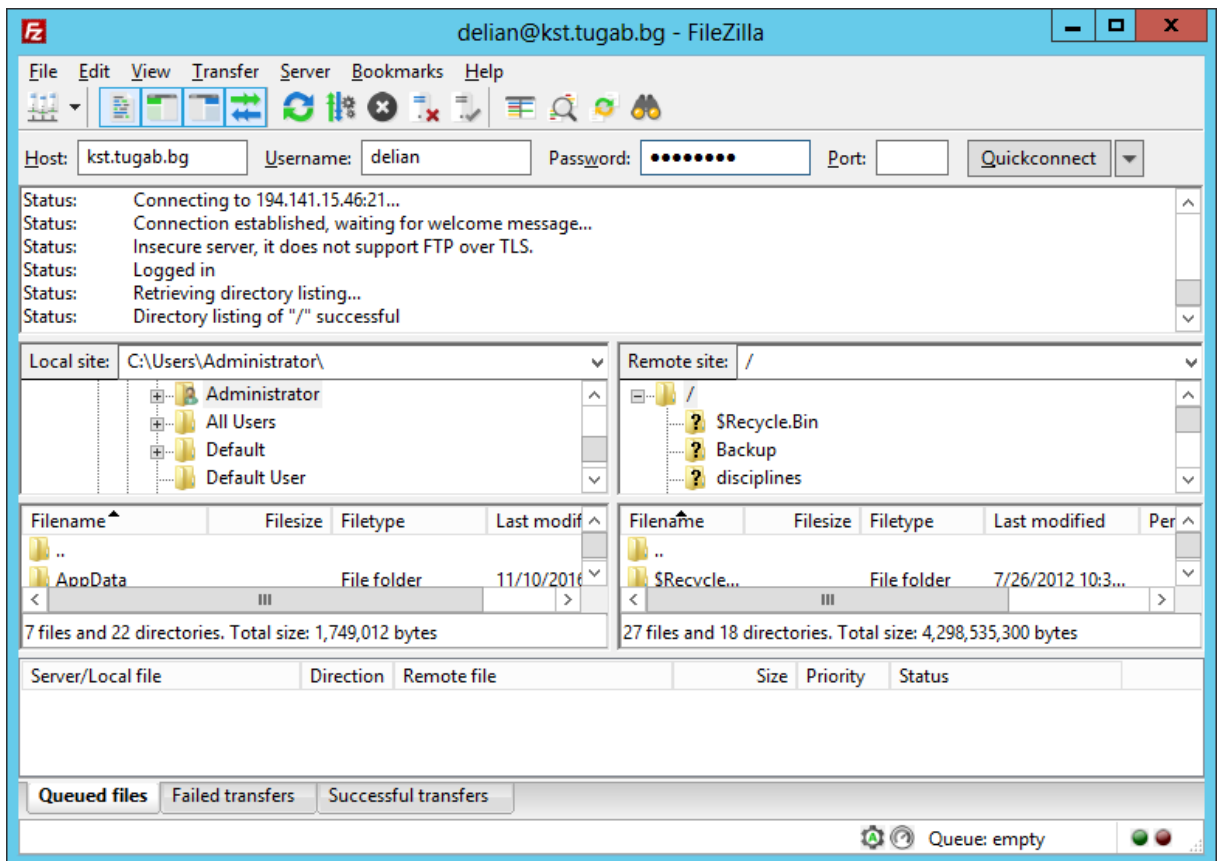 delian@kst.tugab.bg - FileZilla
File Edit View Transfer Server Bookmarks Help
Host: kst.tugab.bg Username: delian Password: ●●●●●●●● Port: Quickconnect
Status: Connecting to 194.141.15.46:21...
Status: Connection established, waiting for welcome message...
Status: Insecure server, it does not support FTP over TLS.
Status: Logged in
Status: Retrieving directory listing...
Status: Directory listing of "/" successful
Local site: C:\Users\Administrator\
Administrator
All Users
Default
Default User
Remote site: /
/
$Recycle.Bin
Backup
disciplines
Filename Filesize Filetype Last modif
..
AppData File folder 11/10/2016
7 files and 22 directories. Total size: 1,749,012 bytes
Filename Filesize Filetype Last modified Per
..
$Recycle... File folder 7/26/2012 10:3...
27 files and 18 directories. Total size: 4,298,535,300 bytes
Server/Local file Direction Remote file Size Priority Status
Queued files Failed transfers Successful transfers
Queue: empty